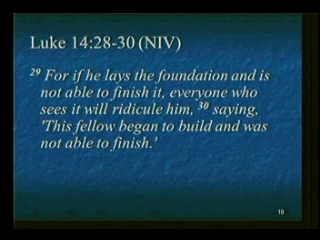 Luke 14:28-30 (NIV)
29 For if he lays the foundation and is
not able to finish it, everyone who
sees it will ridicule him, 30 saying,
'This fellow began to build and was
not able to finish.'
19